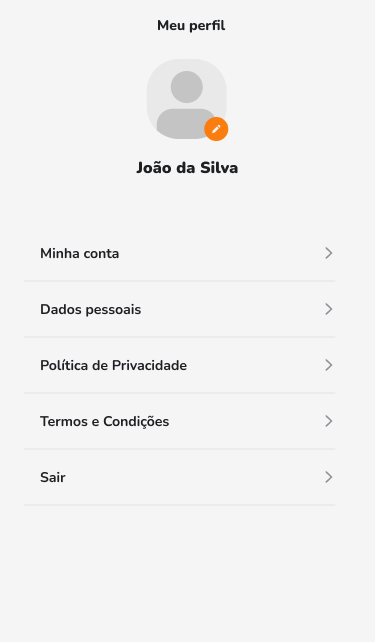 Meu perfil
João da Silva
Minha conta
Dados pessoais
Política de Privacidade
Termos e Condições
Sair